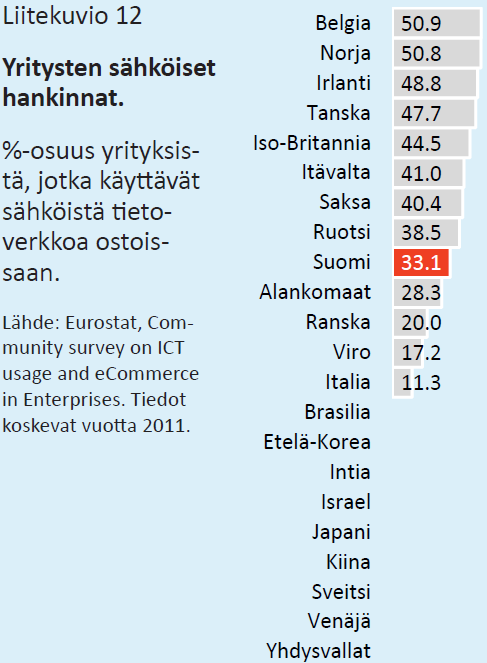 Liitekuvio 12
Yritysten sähköiset
hankinnat.
%-osuus yrityksis-
tä, jotka käyttävät
sähköistä tieto-
verkkoa ostois-
saan.
Lähde: Eurostat, Com-
munity survey on ICT
usage and eCommerce
in Enterprises. Tiedot
koskevat vuotta 2011.
Belgia 50.9
Norja 50.8
Irlanti 48.8
Tanska 47.7
Iso-Britannia 44.5
Itävalta 41.0
Saksa 40.4
Ruotsi 38.5
Suomi 33.1
Alankomaat 28.3
Ranska 20.0
Viro 17.2
Italia 11.3
Brasilia
Etelä-Korea
Intia
Israel
Japani
Kiina
Sveitsi
Venäjä
Yhdysvallat